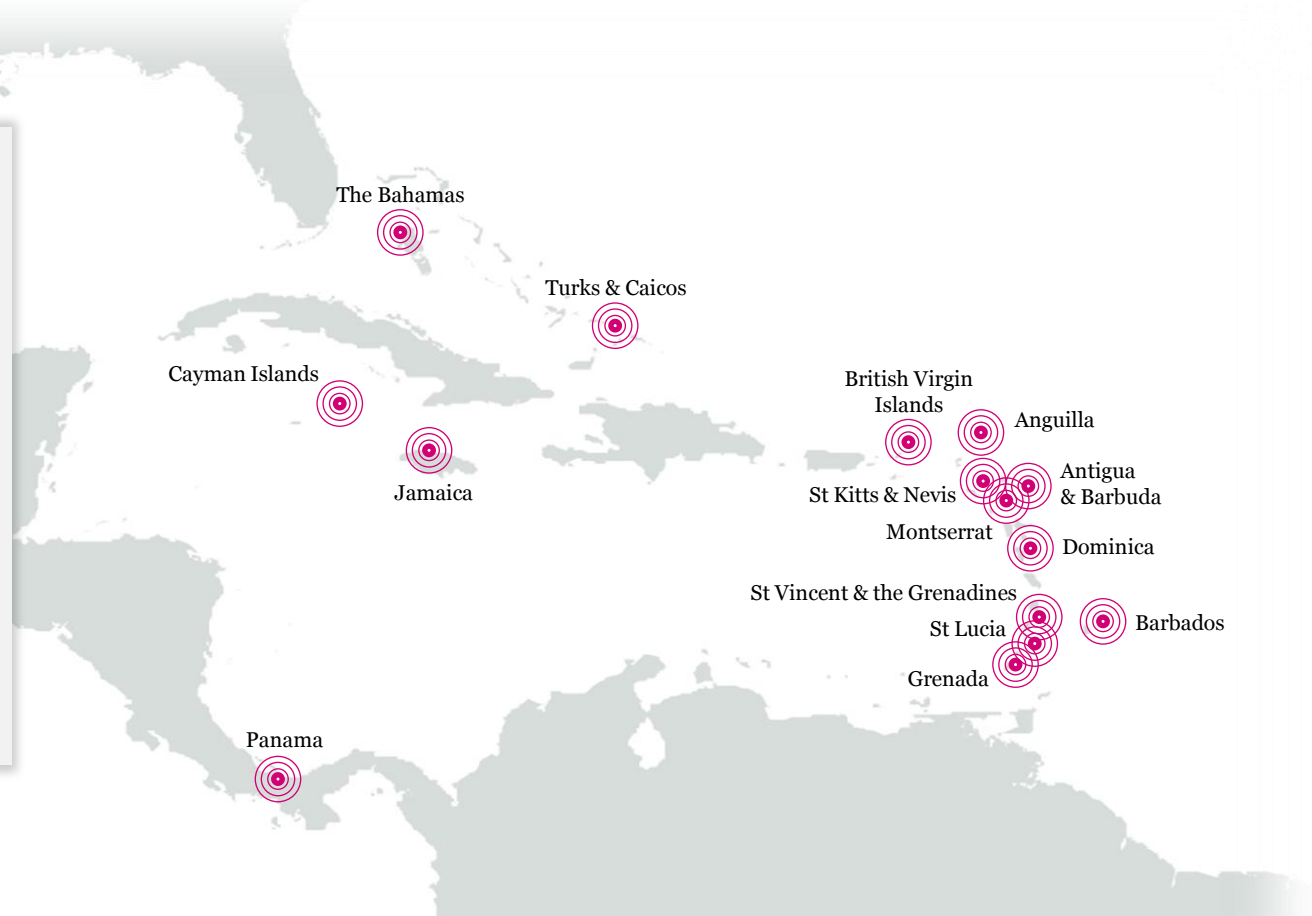 The Bahamas
Turks & Caicos
Cayman Islands
British Virgin
Islands
Anguilla
Antigua
& Barbuda
St Kitts & Nevis
Jamaica
Montserrat
Dominica
St Vincent & the Grenadines
Barbados
St Lucia
Grenada
Panama